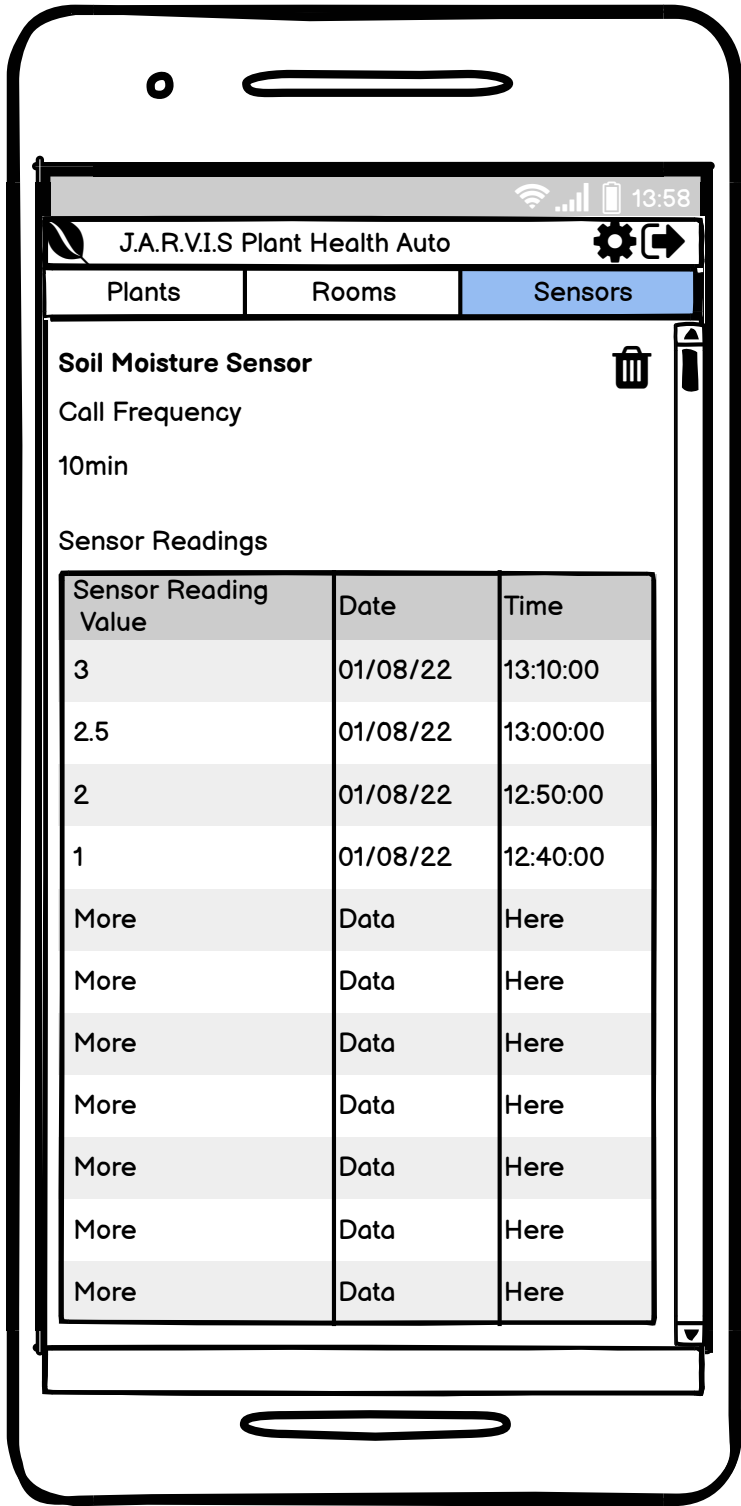 13:58
J.A.R.V.I.S Plant Health Auto
Plants Rooms Sensors
Soil Moisture Sensor
Call Frequency
10min
Sensor Readings
Sensor Reading
Value Date Time
3 01/08/22 13:10:00
2.5 01/08/22 13:00:00
2 01/08/22 12:50:00
1 01/08/22 12:40:00
More Data Here
More Data Here
More Data Here
More Data Here
More Data Here
More Data Here
More Data Here